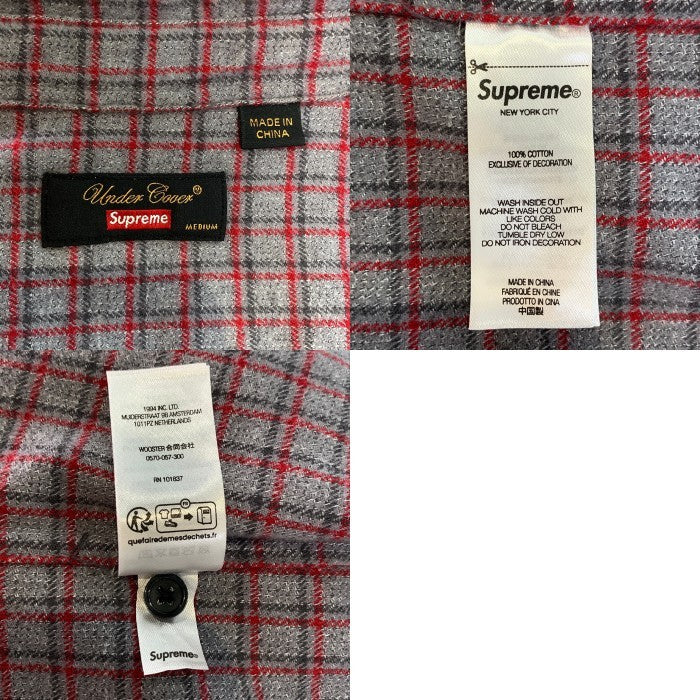 MADE IN
CHINA
Under Cover
Supreme
MEDIUM
Supreme®
NEW YORK CITY
100% COTTON
EXCLUSIVE OF DECORATION
WASH INSIDE OUT
MACHINE WASH COLD WITH
LIKE COLORS
DO NOT BLEACH
TUMBLE DRY LOW
DO NOT IRON DECORATION
MADE IN CHINA
FABRIQUÉ EN CHINE
PRODOTTO IN CINA
中国製
1994 INC. LTD.
MUIDERSTRAAT 9B AMSTERDAM
1011PZ NETHERLANDS
WOOSTER 合同会社
0570-057-300
RN 101837
FR
quefairedemesdechets.fr
Supreme®